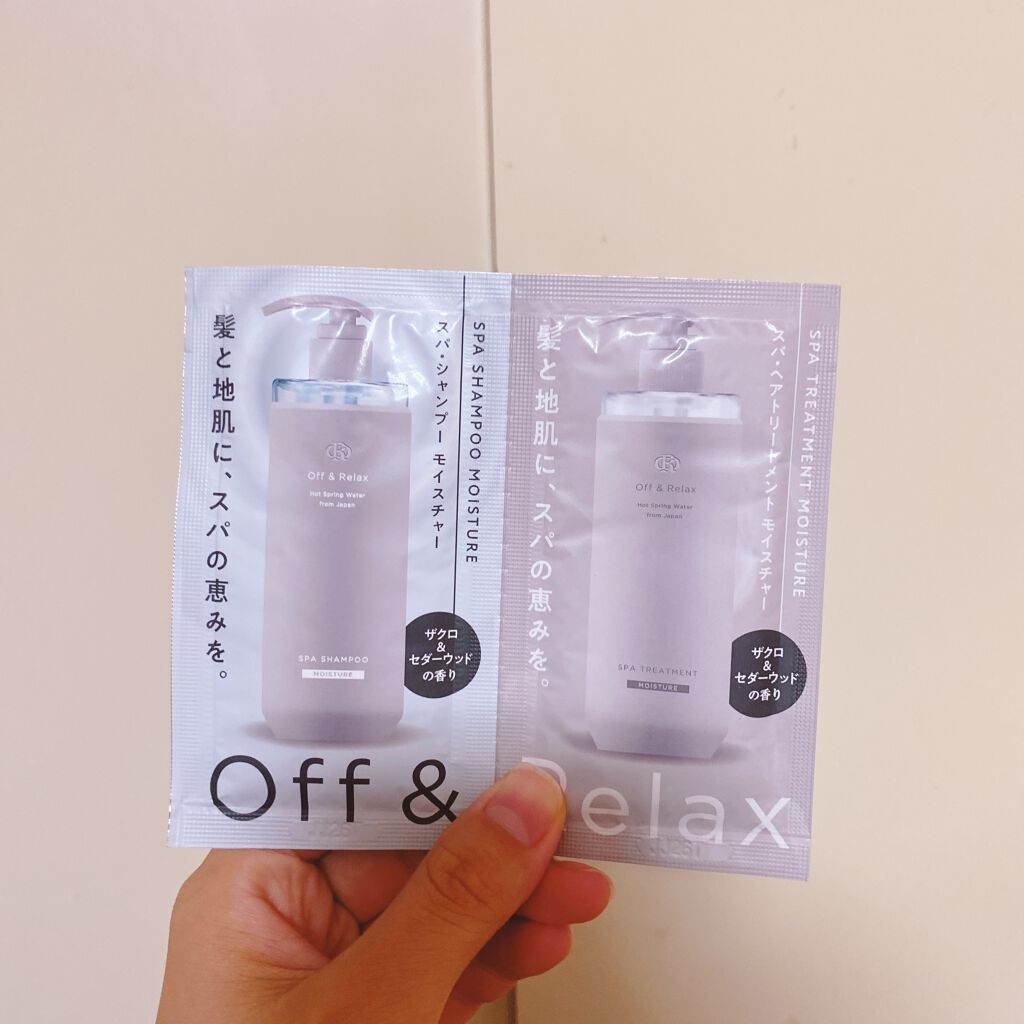 髪と地肌に、スパの恵みを。
スパ・シャンプー モイスチャー
SPA SHAMPOO MOISTURE
Off & Relax
Hot Spring Water
from Japan
SPA SHAMPOO
MOISTURE
ザクロ
&
セダーウッド
の香り
髪と地肌に、スパの恵みを。
スパ・ヘアトリートメント モイスチャー
SPA TREATMENT MOISTURE
Off & Relax
Hot Spring Water
from Japan
SPA TREATMENT
MOISTURE
ザクロ
&
セダーウッド
の香り
Off & Relax